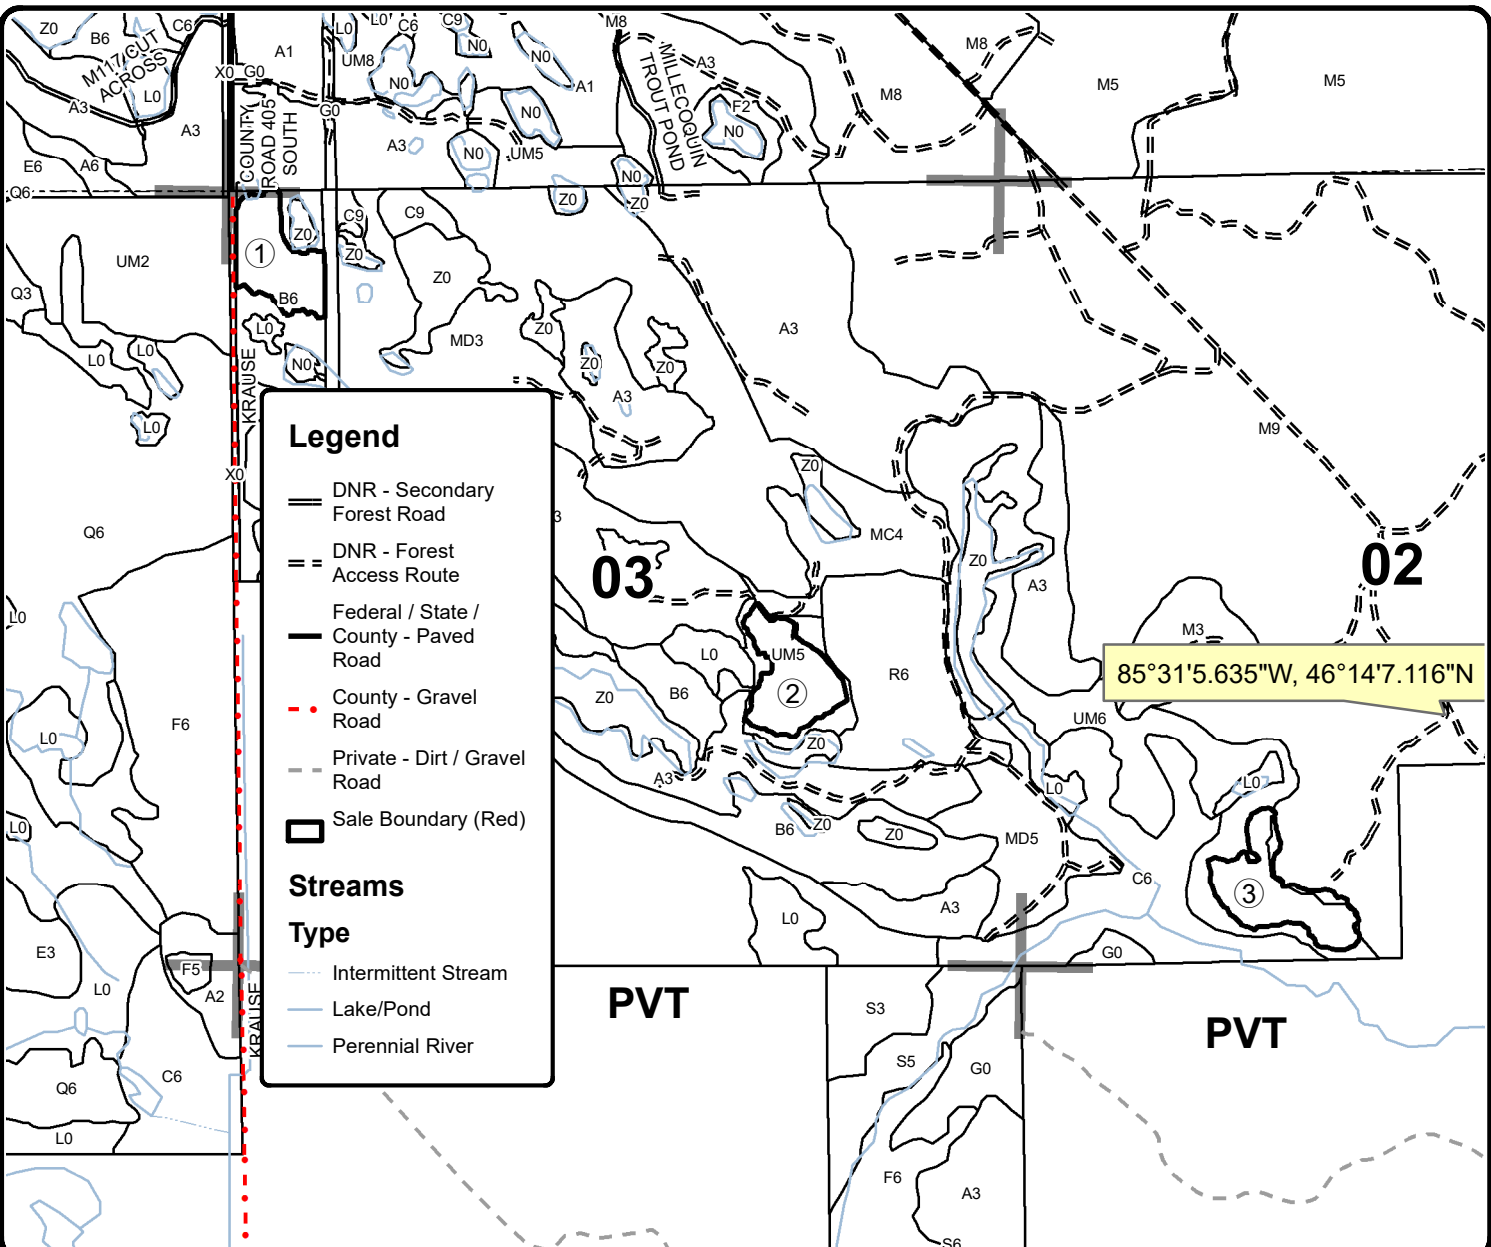 Z0
B6
C6
M117/CUT
ACROSS
L0
A3
A3
E6
A6
Q6
X0
G0
A1
COUNTY
ROAD 405
SOUTH
L0
L0
C6
C9
N0
UM8
N0
N0
A1
G0
A3
N0
N0
UM5
M8
MILLECOQUIN
TROUT POND
A3
F2
N0
N0
Z0
Z0
M8
M8
M5
M5
UM2
Q3
L0
L0
L0
1
Z0
B6
L0
N0
KRAUSE
X0
C9
Z0
C9
Z0
MD3
Z0
Z0
Z0
A3
A3
M9
Q6
L0
F6
L0
L0
E3
L0
F5
A2
KRAUSE
Q6
C6
L0
Legend
DNR - Secondary
Forest Road
DNR - Forest
Access Route
Federal / State /
County - Paved
Road
County - Gravel
Road
Private - Dirt / Gravel
Road
Sale Boundary (Red)
Streams
Type
Intermittent Stream
Lake/Pond
Perennial River
3
03
Z0
MC4
Z0
A3
02
M3
85°31'5.635"W, 46°14'7.116"N
L0
UM5
B6
2
R6
Z0
Z0
A3
UM6
L0
L0
B6
Z0
Z0
MD5
C6
3
L0
A3
G0
PVT
PVT
S3
S5
G0
F6
A3
S6